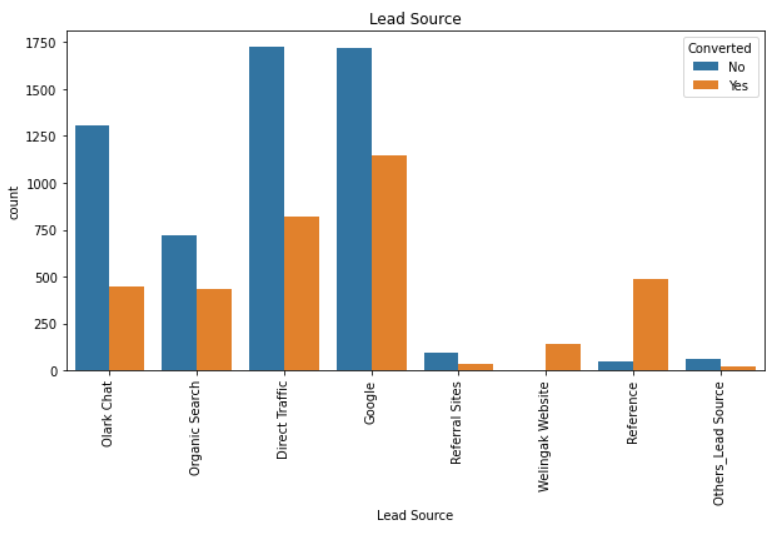 Lead Source
Converted
No
Yes
count
1750
1500
1250
1000
750
500
250
0
Olark Chat
Organic Search
Direct Traffic
Google
Referral Sites
Welingak Website
Reference
Others_Lead Source
Lead Source